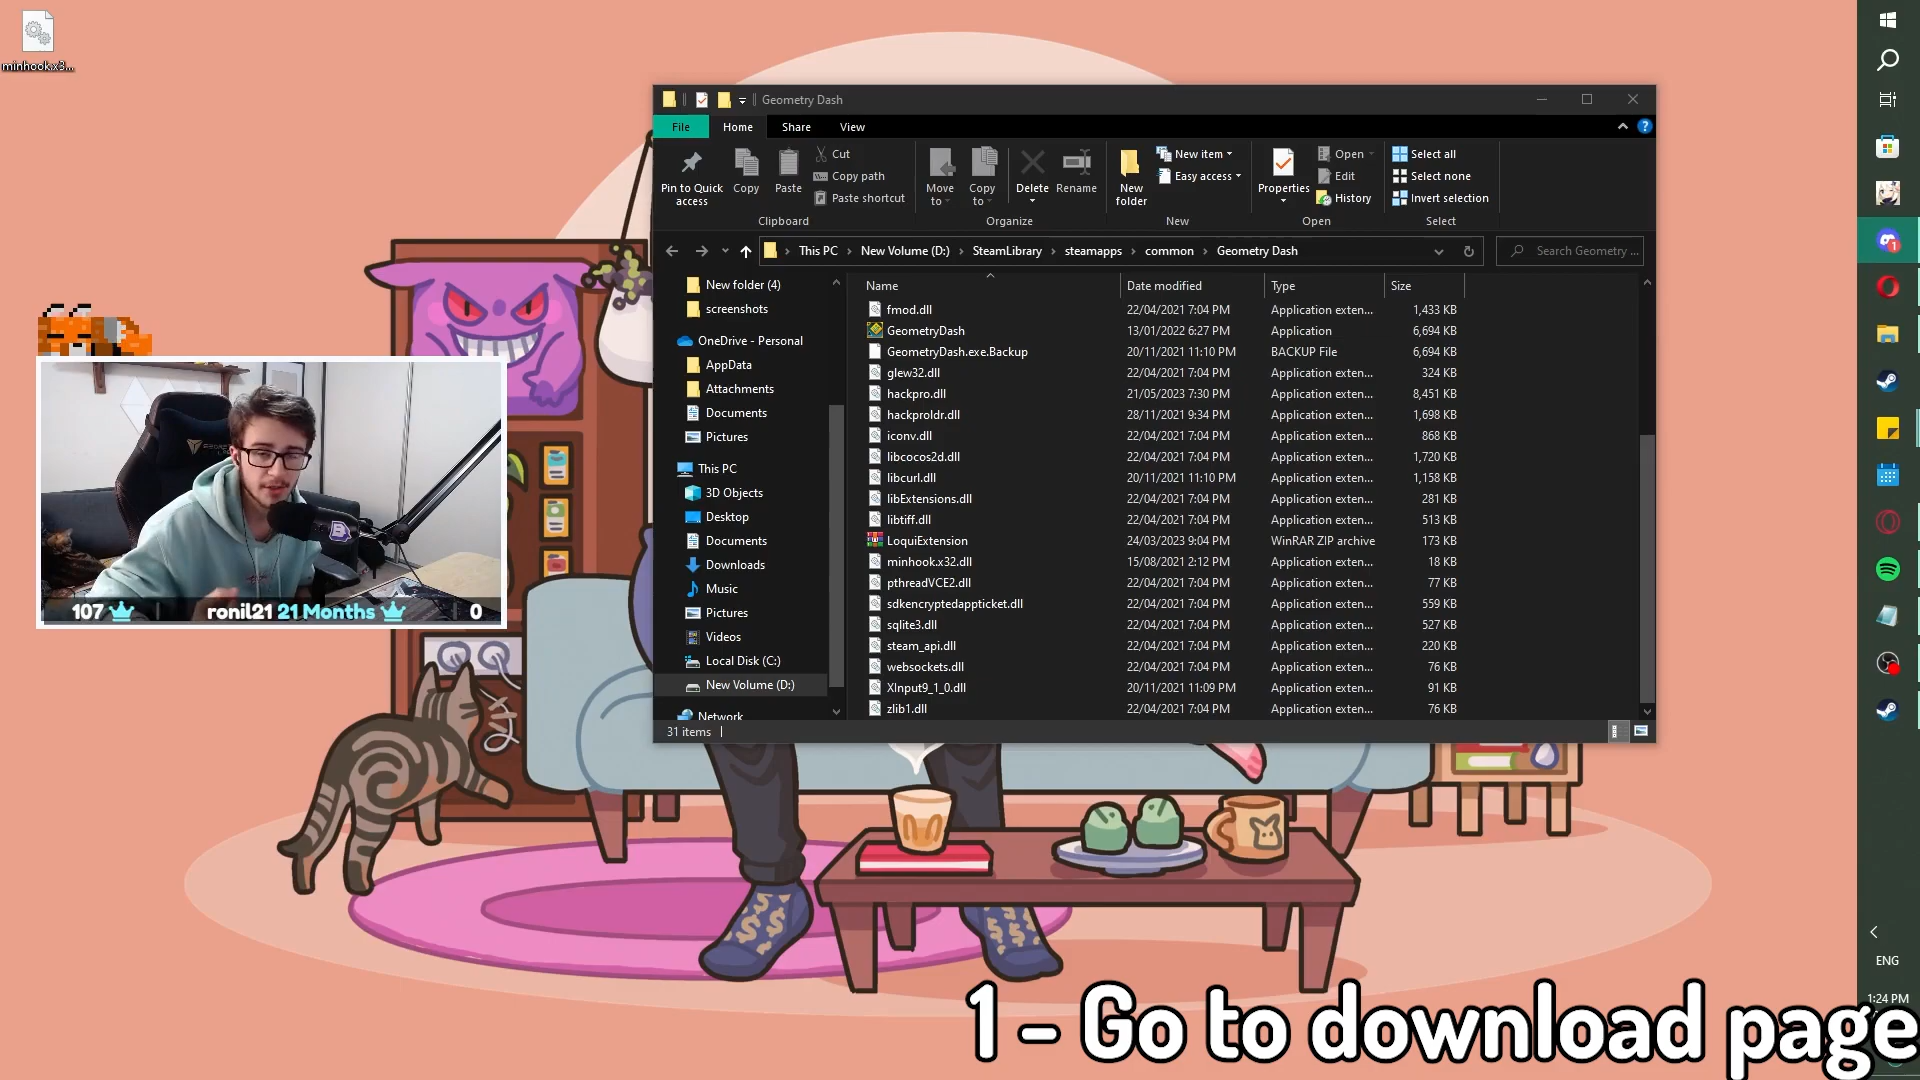 minhook.x3...
Geometry Dash
File
Home
Share
View
Pin to Quick access
Copy
Paste
Cut
Copy path
Paste shortcut
Clipboard
Move to
Copy to
Delete
Rename
Organize
New folder
New item
Easy access
New
Properties
Open
Edit
History
Open
Select all
Select none
Invert selection
Select
This PC
New Volume (D:)
SteamLibrary
steamapps
common
Geometry Dash
Search Geometry ...
New folder (4)
screenshots
OneDrive - Personal
AppData
Attachments
Documents
Pictures
This PC
3D Objects
Desktop
Documents
Downloads
Music
Pictures
Videos
Local Disk (C:)
New Volume (D:)
Network
Name Date modified Type Size
fmod.dll 22/04/2021 7:04 PM Application exten... 1,433 KB
GeometryDash 13/01/2022 6:27 PM Application 6,694 KB
GeometryDash.exe.Backup 20/11/2021 11:10 PM BACKUP File 6,694 KB
glew32.dll 22/04/2021 7:04 PM Application exten... 324 KB
hackpro.dll 21/05/2023 7:30 PM Application exten... 8,451 KB
hackproldr.dll 28/11/2021 9:34 PM Application exten... 1,698 KB
iconv.dll 22/04/2021 7:04 PM Application exten... 868 KB
libcocos2d.dll 22/04/2021 7:04 PM Application exten... 1,720 KB
libcurl.dll 20/11/2021 11:10 PM Application exten... 1,158 KB
libExtensions.dll 22/04/2021 7:04 PM Application exten... 281 KB
libtiff.dll 22/04/2021 7:04 PM Application exten... 513 KB
LoquiExtension 24/03/2023 9:04 PM WinRAR ZIP archive 173 KB
minhook.x32.dll 15/08/2021 2:12 PM Application exten... 18 KB
pthreadVCE2.dll 22/04/2021 7:04 PM Application exten... 77 KB
sdkencryptedappticket.dll 22/04/2021 7:04 PM Application exten... 559 KB
sqlite3.dll 22/04/2021 7:04 PM Application exten... 527 KB
steam_api.dll 22/04/2021 7:04 PM Application exten... 220 KB
websockets.dll 22/04/2021 7:04 PM Application exten... 76 KB
XInput9_1_0.dll 20/11/2021 11:09 PM Application exten... 91 KB
zlib1.dll 22/04/2021 7:04 PM Application exten... 76 KB
31 items
107 ronil21 21 Months 0
ENG
1:24 PM
1 - Go to download page